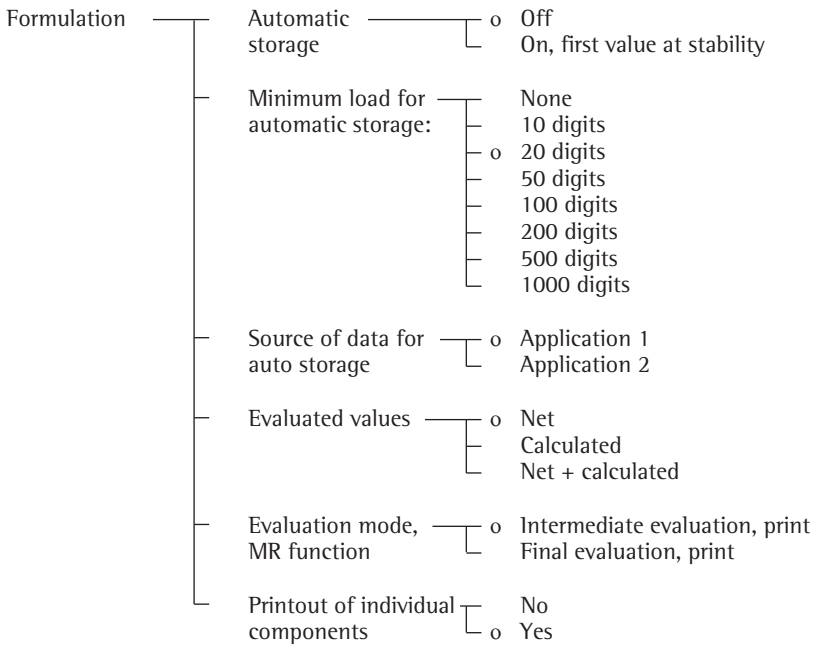 Formulation Automatic o Off
storage On, first value at stability
Minimum load for None
automatic storage: 10 digits
o 20 digits
50 digits
100 digits
200 digits
500 digits
1000 digits
Source of data for o Application 1
auto storage Application 2
Evaluated values o Net
Calculated
Net + calculated
Evaluation mode, o Intermediate evaluation, print
MR function Final evaluation, print
Printout of individual No
components o Yes